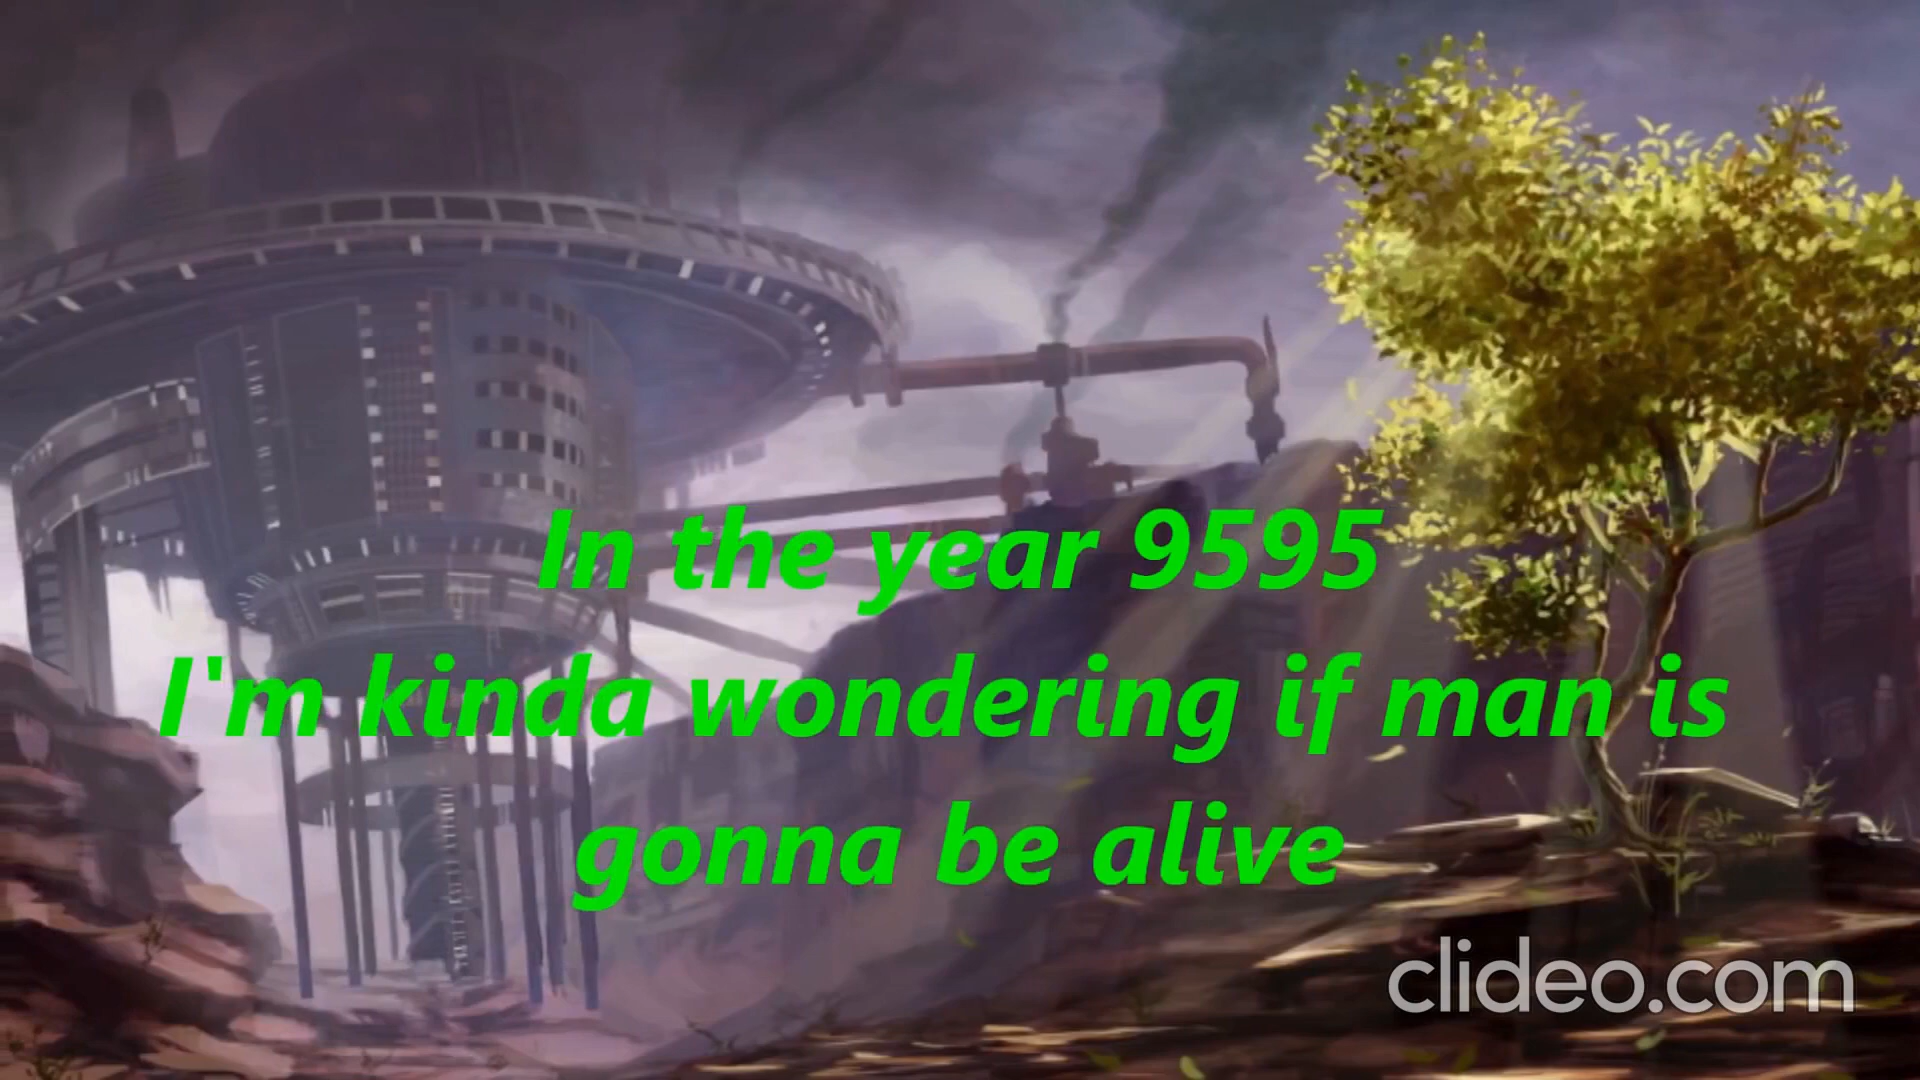 In the year 9595
I'm kinda wondering if man is
gonna be alive
clideo.com